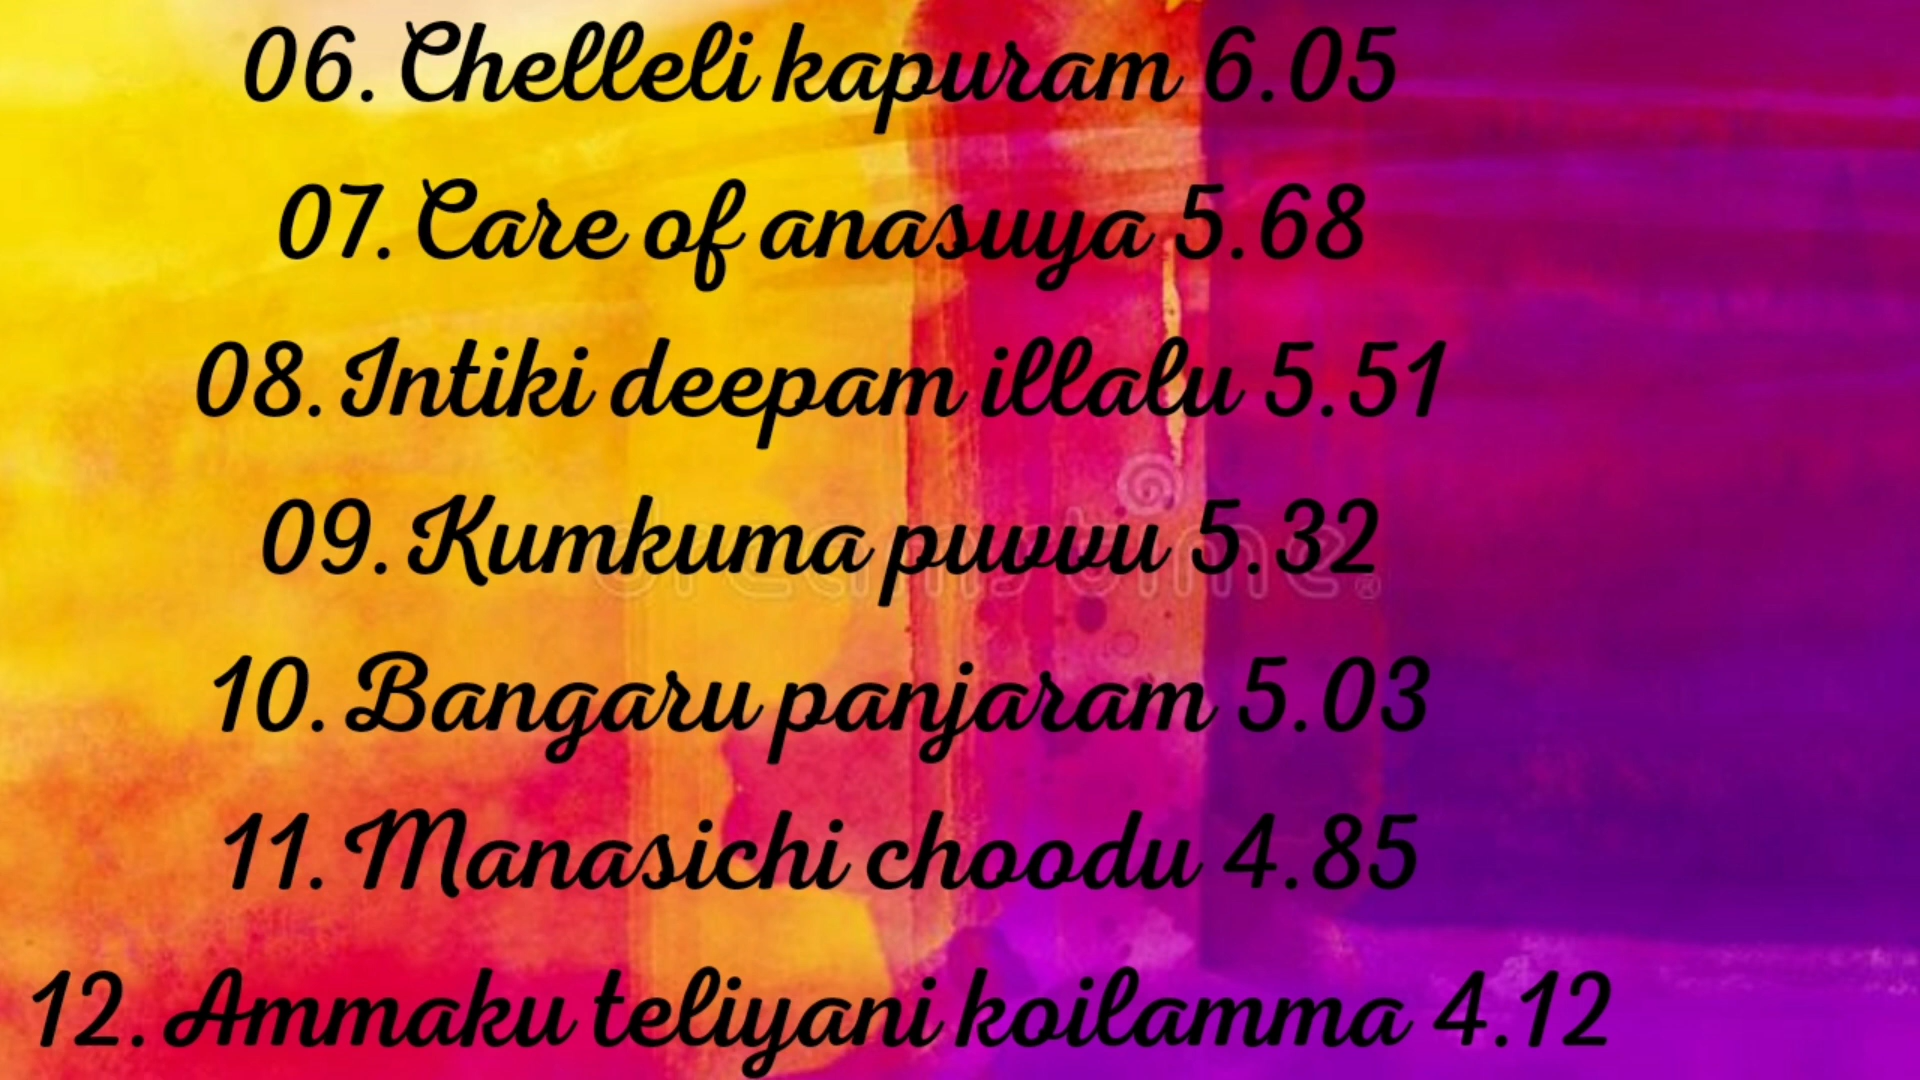 06. Chelleli kapuram 6.05
07. Care of anasuya 5.68
08. Intiki deepam illalu 5.51
09. Kumkuma puvvu 5.32
dreamstime®
10. Bangaru panjaram 5.03
11. Manasichi choodu 4.85
12. Ammaku teliyani koilamma 4.12